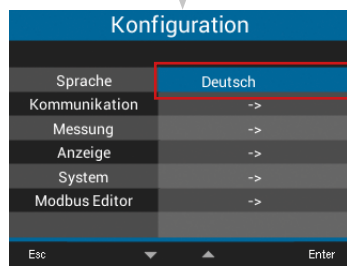 Konfiguration
Sprache Deutsch
Kommunikation ->
Messung ->
Anzeige ->
System ->
Modbus Editor ->
Esc Enter